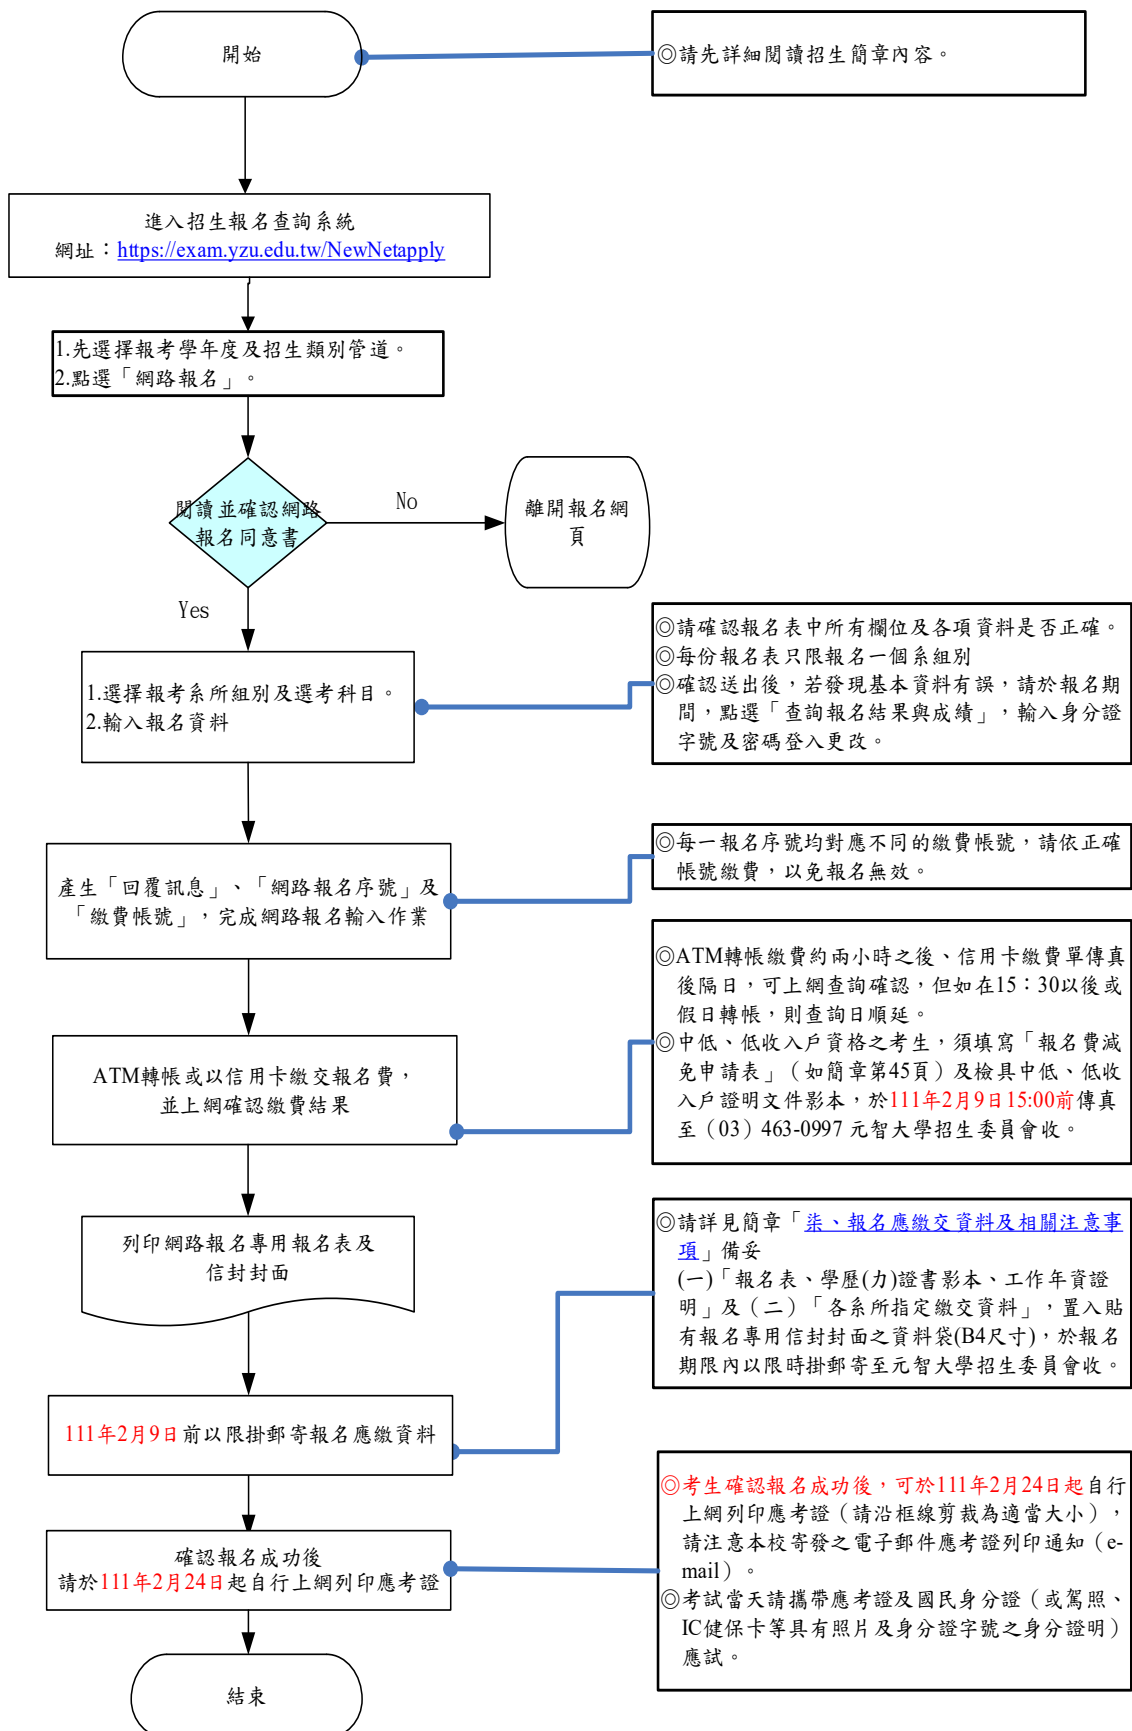 開始
◎請先詳細閱讀招生簡章內容。
進入招生報名查詢系統
網址：https://exam.yzu.edu.tw/NewNetapply
1.先選擇報考學年度及招生類別管道。
2.點選「網路報名」。
閱讀並確認網路
報名同意書
No
離開報名網
頁
Yes
1.選擇報考系所組別及選考科目。
2.輸入報名資料
◎請確認報名表中所有欄位及各項資料是否正確。
◎每份報名表只限報名一個系組別
◎確認送出後，若發現基本資料有誤，請於報名期
間，點選「查詢報名結果與成績」，輸入身分證
字號及密碼登入更改。
產生「回覆訊息」、「網路報名序號」及
「繳費帳號」，完成網路報名輸入作業
◎每一報名序號均對應不同的繳費帳號，請依正確
帳號繳費，以免報名無效。
ATM轉帳或以信用卡繳交報名費，
並上網確認繳費結果
◎ATM轉帳繳費約兩小時之後、信用卡繳費單傳真
後隔日，可上網查詢確認，但如在15：30以後或
假日轉帳，則查詢日順延。
◎中低、低收入戶資格之考生，須填寫「報名費減
免申請表」（如簡章第45頁）及檢具中低、低收
入戶證明文件影本，於111年2月9日15:00前傳真
至（03）463-0997 元智大學招生委員會收。
列印網路報名專用報名表及
信封封面
◎請詳見簡章「柒、報名應繳交資料及相關注意事
項」備妥
(一)「報名表、學歷(力)證書影本、工作年資證
明」及（二）「各系所指定繳交資料」，置入貼
有報名專用信封封面之資料袋(B4尺寸)，於報名
期限內以限時掛郵寄至元智大學招生委員會收。
111年2月9日前以限掛郵寄報名應繳資料
確認報名成功後
請於111年2月24日起自行上網列印應考證
◎考生確認報名成功後，可於111年2月24日起自行
上網列印應考證（請沿框線剪裁為適當大小），
請注意本校寄發之電子郵件應考證列印通知（e-
mail）。
◎考試當天請攜帶應考證及國民身分證（或駕照、
IC健保卡等具有照片及身分證字號之身分證明）
應試。
結束